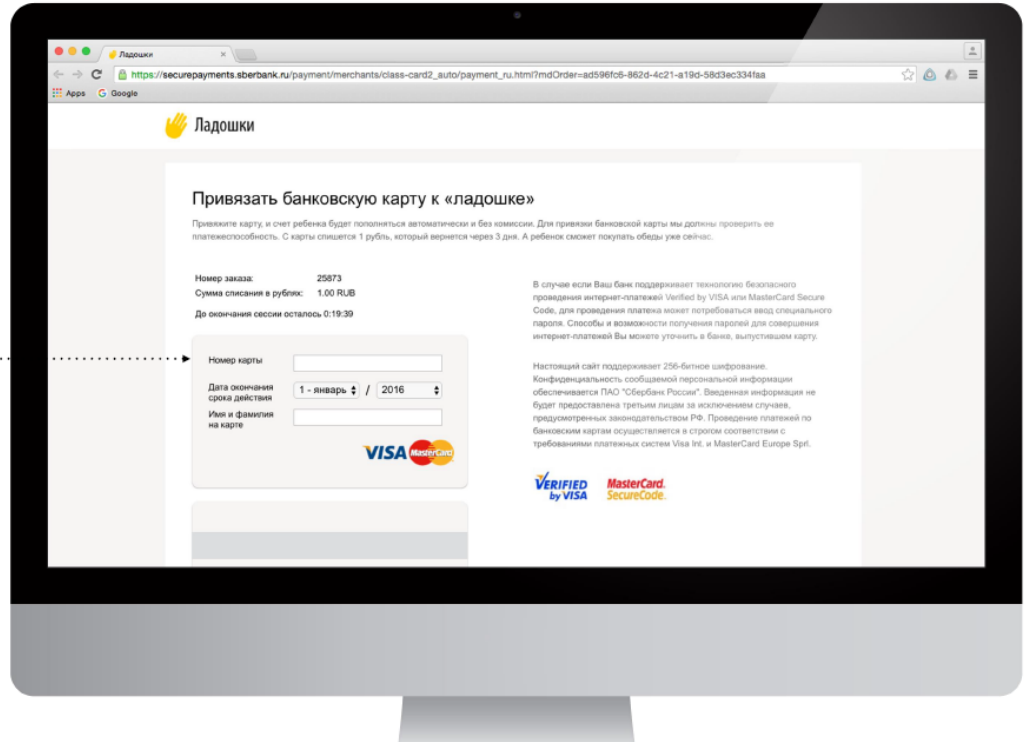 Ладошки
https://securepayments.sberbank.ru/payment/merchants/class-card2_auto/payment_ru.html?mdOrder=ad596fc6-862d-4c21-a19d-58d3ec334faa
Apps Google
Ладошки
Привязать банковскую карту к «ладошке»
Привяжите карту, и счет ребенка будет пополняться автоматически и без комиссии. Для привязки банковской карты мы должны проверить ее
платежеспособность. С карты спишется 1 рубль, который вернется через 3 дня. А ребенок сможет покупать обеды уже сейчас.
Номер заказа: 25873
Сумма списания в рублях: 1.00 RUB
До окончания сессии осталось 0:19:39
Номер карты
Дата окончания
срока действия
1 - январь / 2016
Имя и фамилия
на карте
VISA MasterCard
В случае если Ваш банк поддерживает технологию безопасного
проведения интернет-платежей Verified by VISA или MasterCard Secure
Code, для проведения платежа может потребоваться ввод специального
пароля. Способы и возможности получения паролей для совершения
интернет-платежей Вы можете уточнить в банке, выпустившем карту.
Настоящий сайт поддерживает 256-битное шифрование.
Конфиденциальность сообщаемой персональной информации
обеспечивается ПАО "Сбербанк России". Введенная информация не
будет предоставлена третьим лицам за исключением случаев,
предусмотренных законодательством РФ. Проведение платежей по
банковским картам осуществляется в строгом соответствии с
требованиями платежных систем Visa Int. и MasterCard Europe Sprl.
VERIFIED
by VISA
MasterCard.
SecureCode.